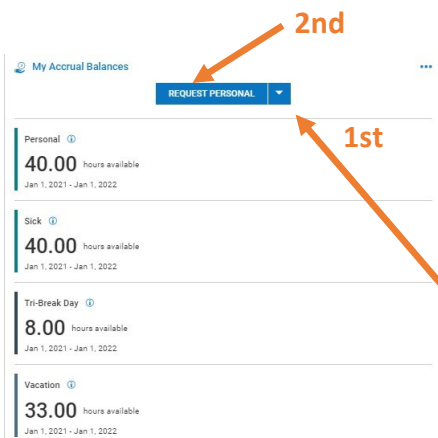 2nd
My Accrual Balances
REQUEST PERSONAL
1st
Personal
40.00 hours available
Jan 1, 2021 - Jan 1, 2022
Sick
40.00 hours available
Jan 1, 2021 - Jan 1, 2022
Tri-Break Day
8.00 hours available
Jan 1, 2021 - Jan 1, 2022
Vacation
33.00 hours available
Jan 1, 2021 - Jan 1, 2022